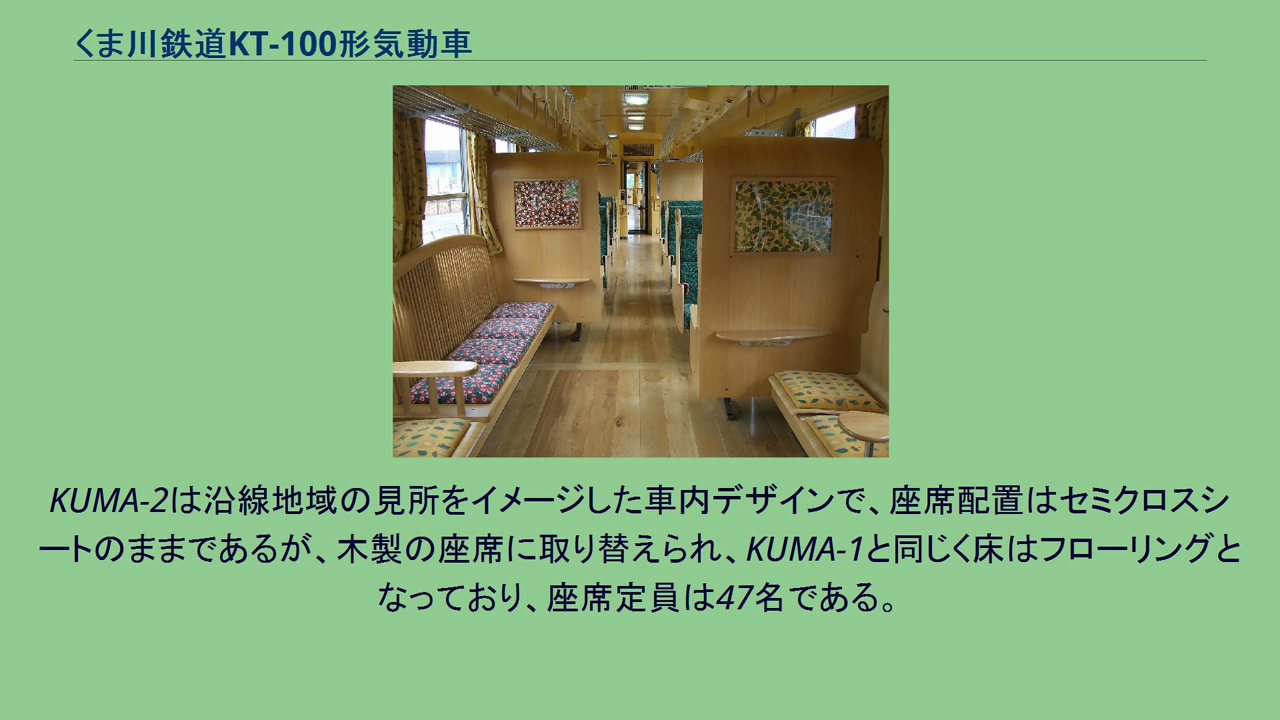 くま川鉄道KT-100形気動車
KUMA-2は沿線地域の見所をイメージした車内デザインで、座席配置はセミクロスシ
ートのままであるが、木製の座席に取り替えられ、KUMA-1と同じく床はフローリングと
なっており、座席定員は47名である。